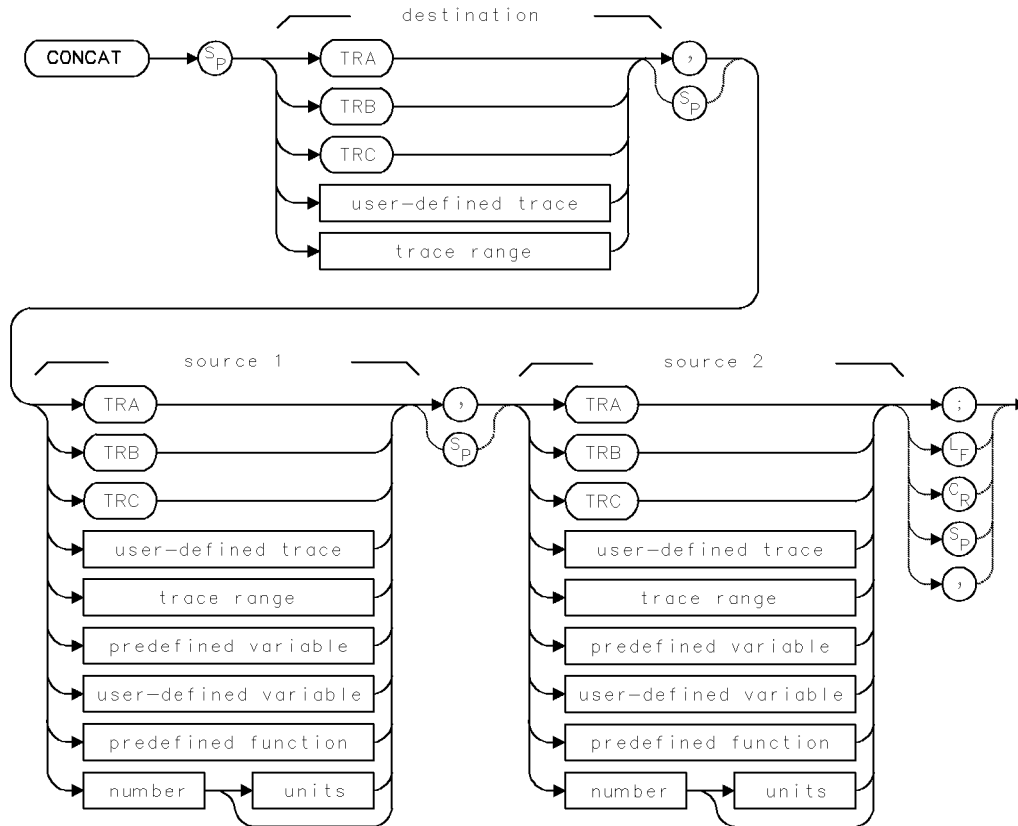 destination
CONCAT SP TRA ,
TRB SP
TRC
user-defined trace
trace range
source 1 source 2
TRA , TRA ;
TRB SP TRB LF
TRC TRC CR
user-defined trace user-defined trace SP
trace range trace range ,
predefined variable predefined variable
user-defined variable user-defined variable
predefined function predefined function
number units number units